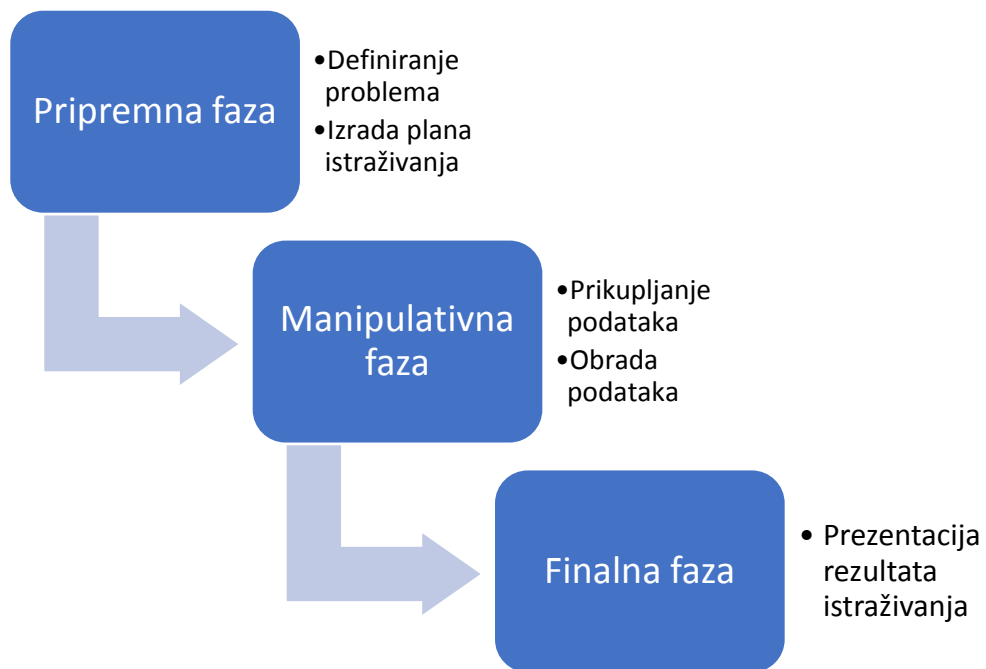 Pripremna faza
•Definiranje
problema
•Izrada plana
istraživanja
Manipulativna
faza
•Prikupljanje
podataka
•Obrada
podataka
Finalna faza
• Prezentacija
rezultata
istraživanja